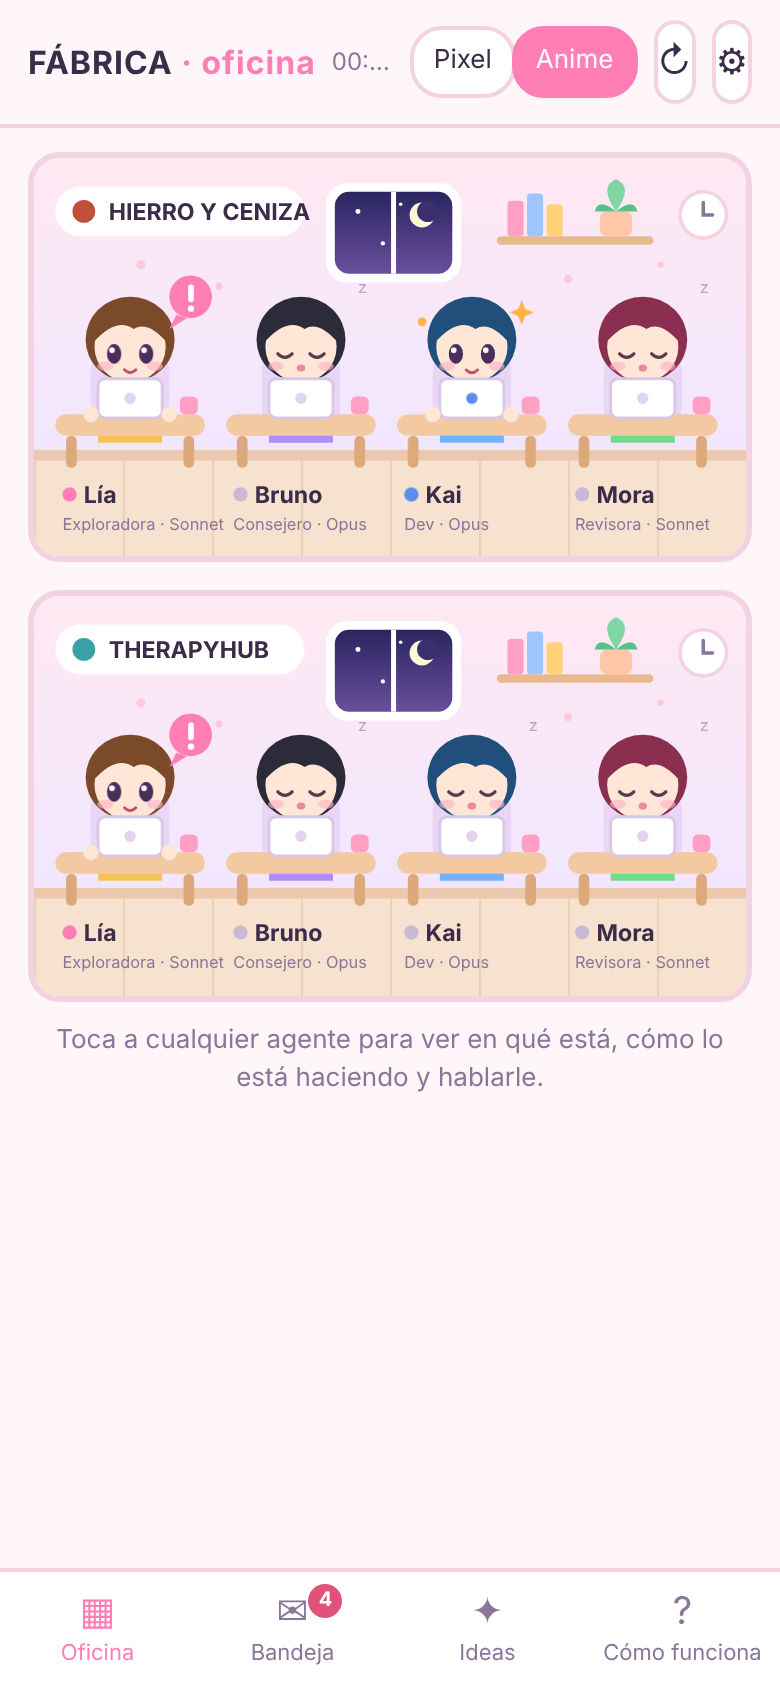 FÁBRICA · oficina 00:... Pixel Anime
HIERRO Y CENIZA
z z
Lía Bruno Kai Mora
Exploradora · Sonnet Consejero · Opus Dev · Opus Revisora · Sonnet
THERAPYHUB
z z z
Lía Bruno Kai Mora
Exploradora · Sonnet Consejero · Opus Dev · Opus Revisora · Sonnet
Toca a cualquier agente para ver en qué está, cómo lo
está haciendo y hablarle.
4
Oficina Bandeja Ideas Cómo funciona